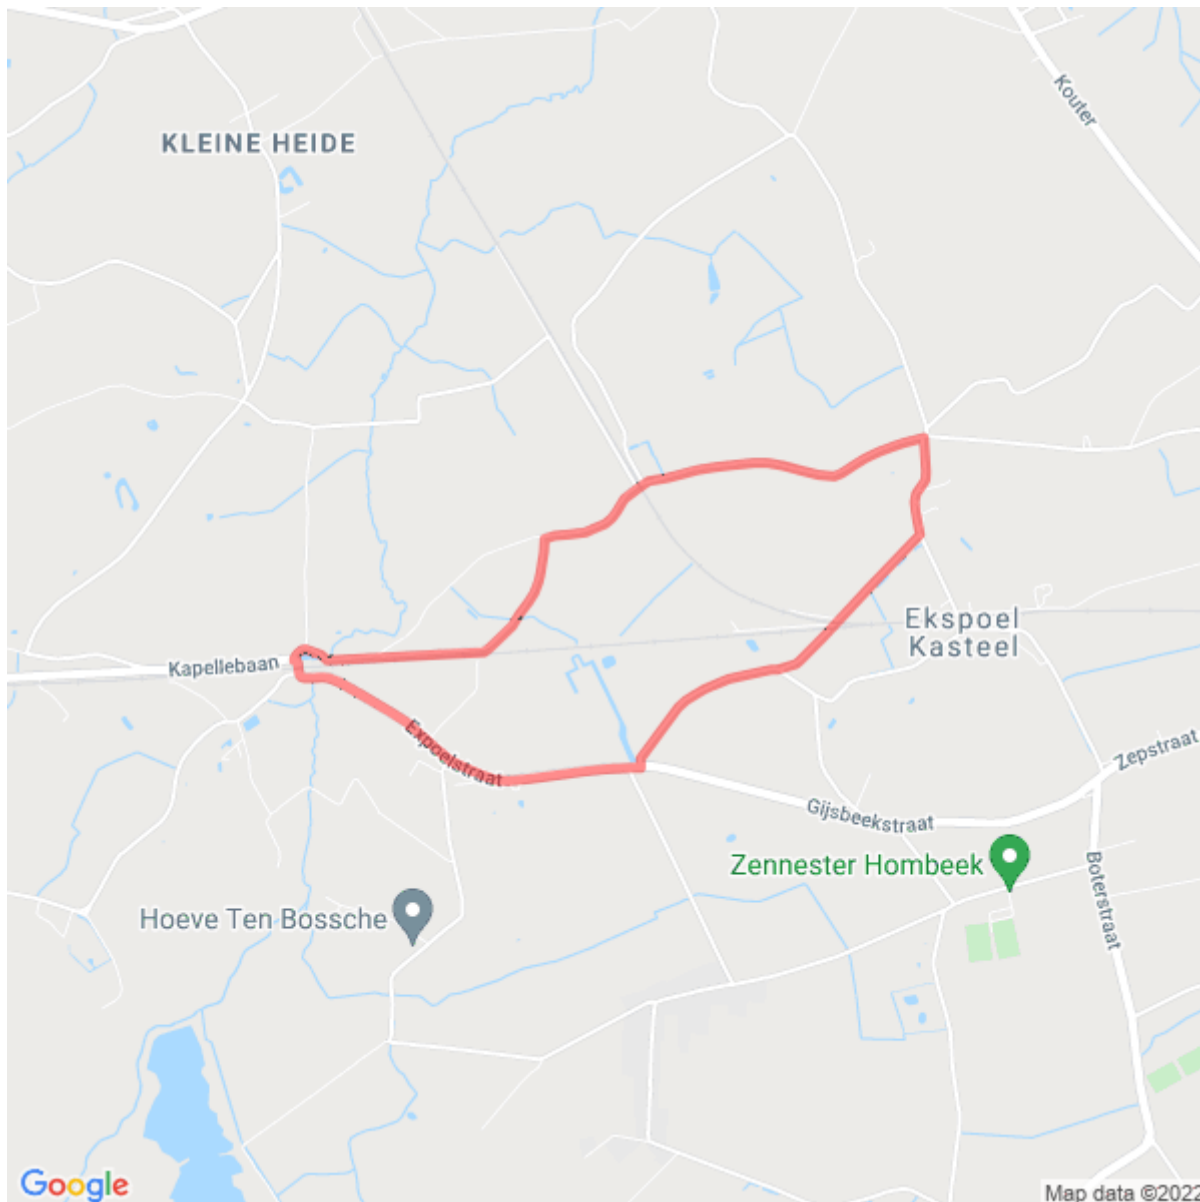 Kouter
KLEINE HEIDE
Ekspoel
Kasteel
Kapellebaan
Expoelstraat
Zepstraat
Gijsbeekstraat
Zennester Hombeek
Boterstraat
Hoeve Ten Bossche
Google
Map data ©2022